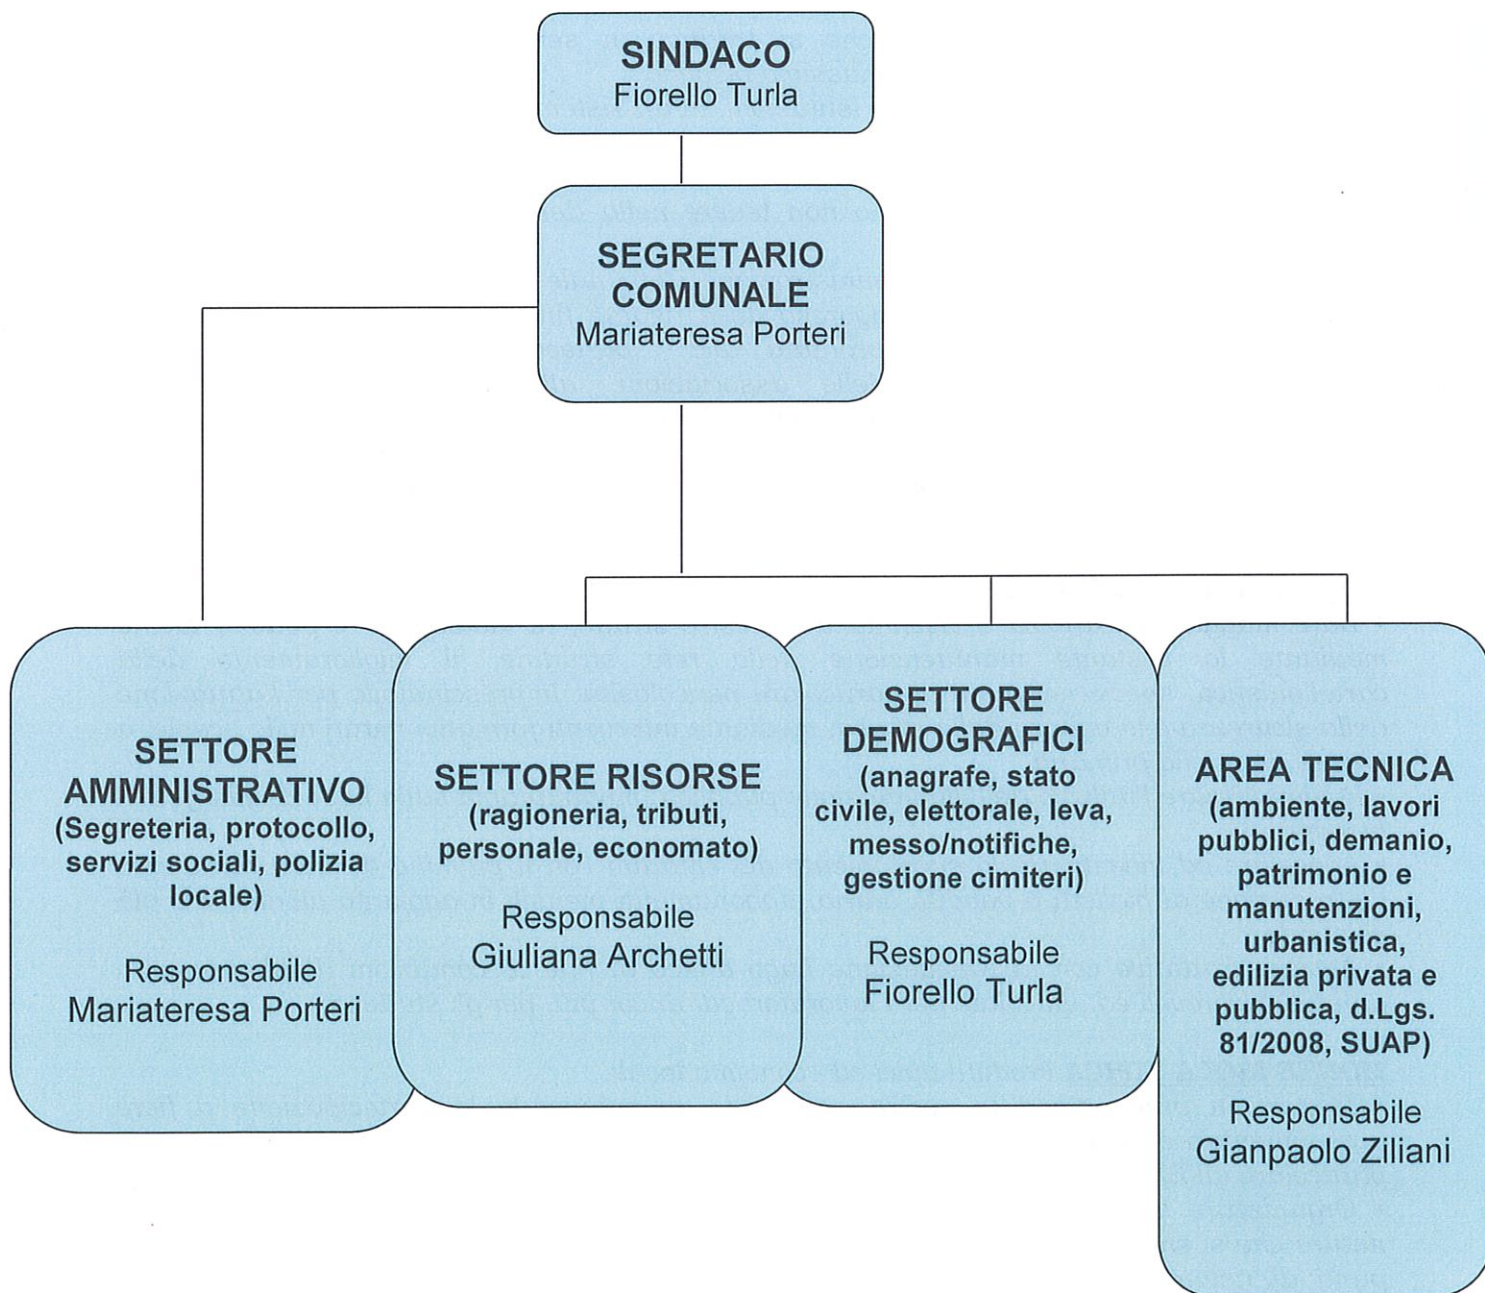 SINDACO
Fiorello Turla
SEGRETARIO
COMUNALE
Mariateresa Porteri
SETTORE
AMMINISTRATIVO
(Segreteria, protocollo,
servizi sociali, polizia
locale)
Responsabile
Mariateresa Porteri
SETTORE RISORSE
(ragioneria, tributi,
personale, economato)
Responsabile
Giuliana Archetti
SETTORE
DEMOGRAFICI
(anagrafe, stato
civile, elettorale, leva,
messo/notifiche,
gestione cimiteri)
Responsabile
Fiorello Turla
AREA TECNICA
(ambiente, lavori
pubblici, demanio,
patrimonio e
manutenzioni,
urbanistica,
edilizia privata e
pubblica, d.Lgs.
81/2008, SUAP)
Responsabile
Gianpaolo Ziliani